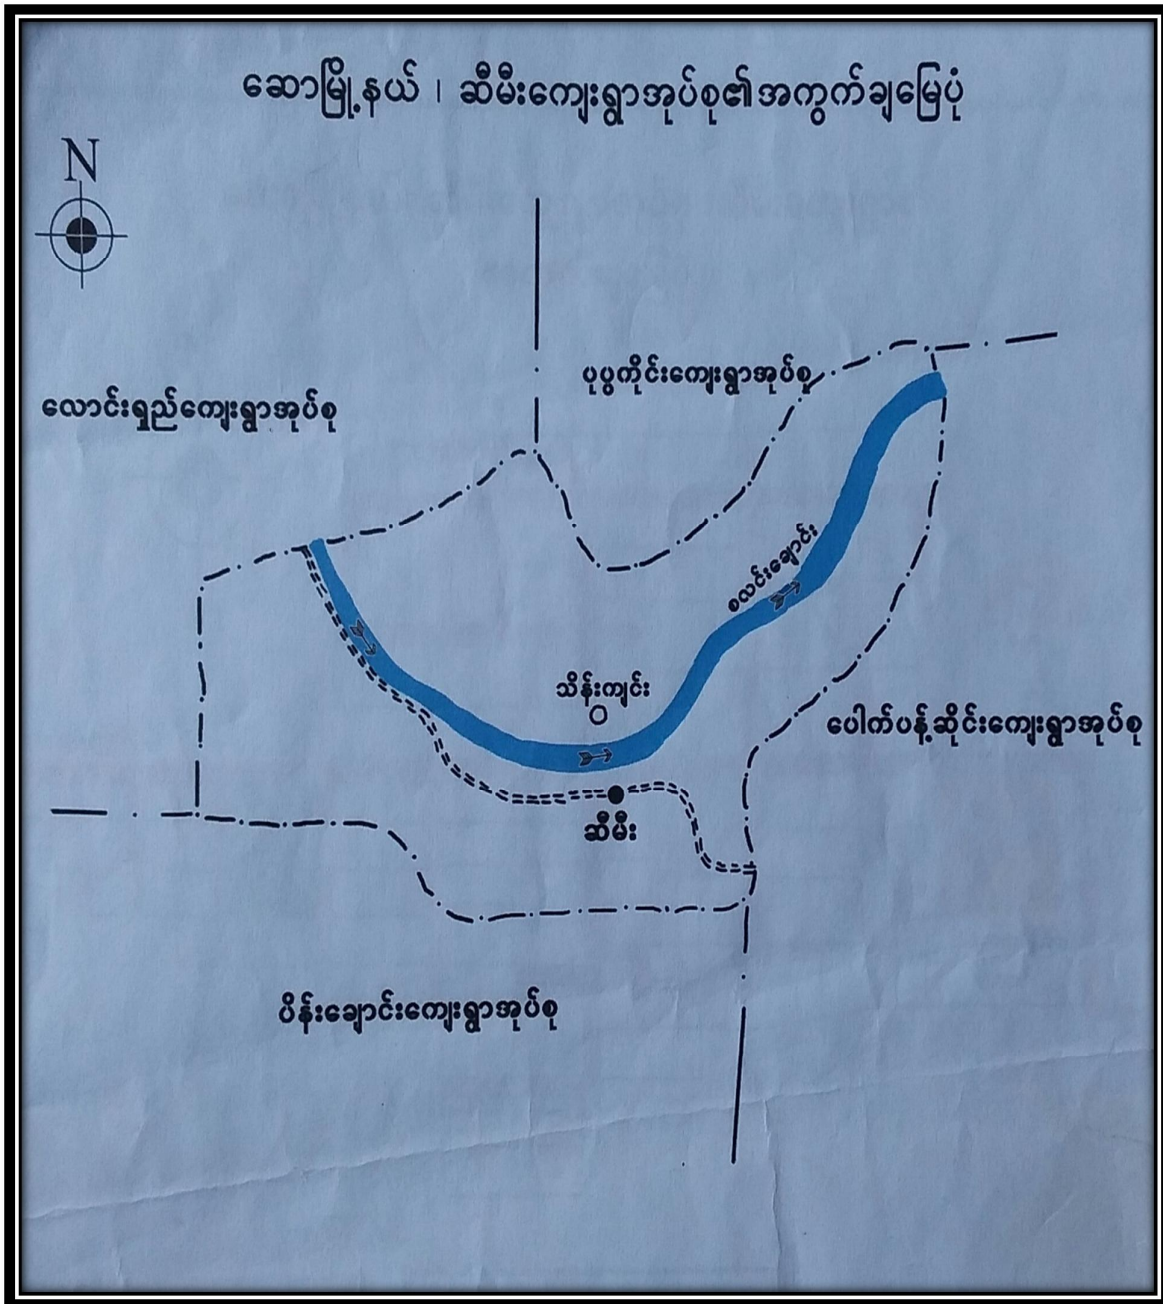 ဆောမြို့နယ် ၊ ဆီမီးကျေးရွာအုပ်စု၏အကွက်ချမြေပုံ
N
ပုပွကိုင်းကျေးရွာအုပ်စု
လောင်းရှည်ကျေးရွာအုပ်စု
စလင်းချောင်း
သိန်းကျင်း
ပေါက်ပန့်ဆိုင်းကျေးရွာအုပ်စု
ဆီမီး
ပိန်းချောင်းကျေးရွာအုပ်စု